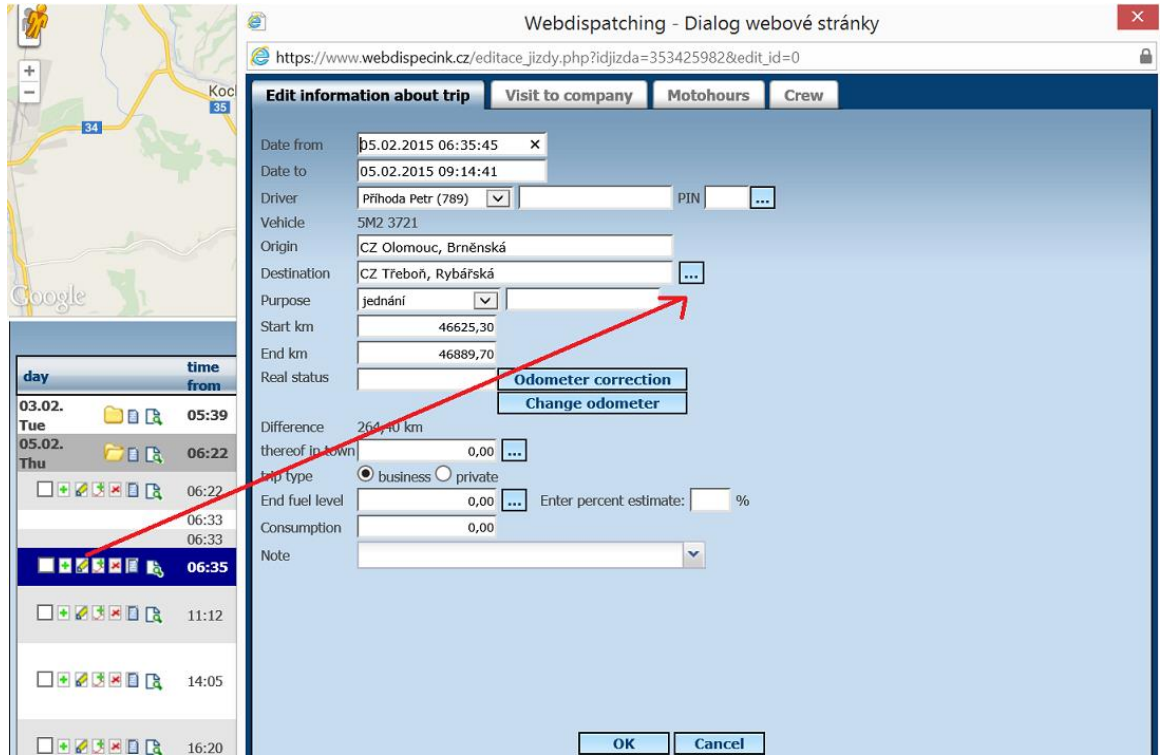 Webdispatching - Dialog webové stránky
https://www.webdispecink.cz/editace_jizdy.php?idjizda=353425982&edit_id=0
Edit information about trip Visit to company Motohours Crew
Date from 05.02.2015 06:35:45
Date to 05.02.2015 09:14:41
Driver Příhoda Petr (789) PIN ...
Vehicle 5M2 3721
Origin CZ Olomouc, Brněnská
Destination CZ Třeboň, Rybářská ...
Purpose jednání
Start km 46625,30
End km 46889,70
Real status Odometer correction
Change odometer
Difference 264,40 km
thereof in town 0,00 ...
trip type business private
End fuel level 0,00 ... Enter percent estimate: %
Consumption 0,00
Note
OK Cancel
Koc
35
34
Google
day time from
03.02. Tue 05:39
05.02. Thu 06:22
06:22
06:33
06:33
06:35
11:12
14:05
16:20